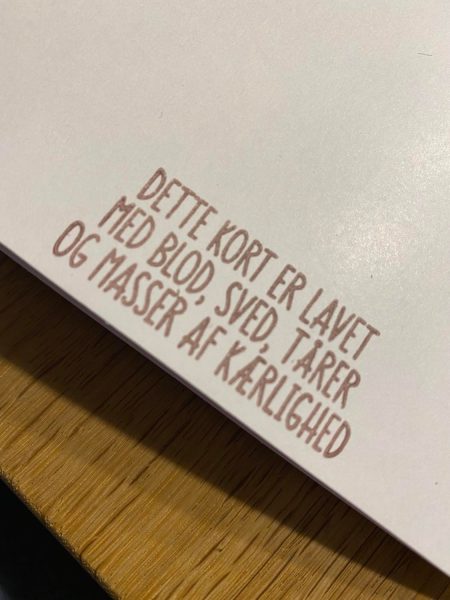 DETTE KORT ER LAVET
MED BLOD, SVED, TÅRER
OG MASSER AF KÆRLIGHED